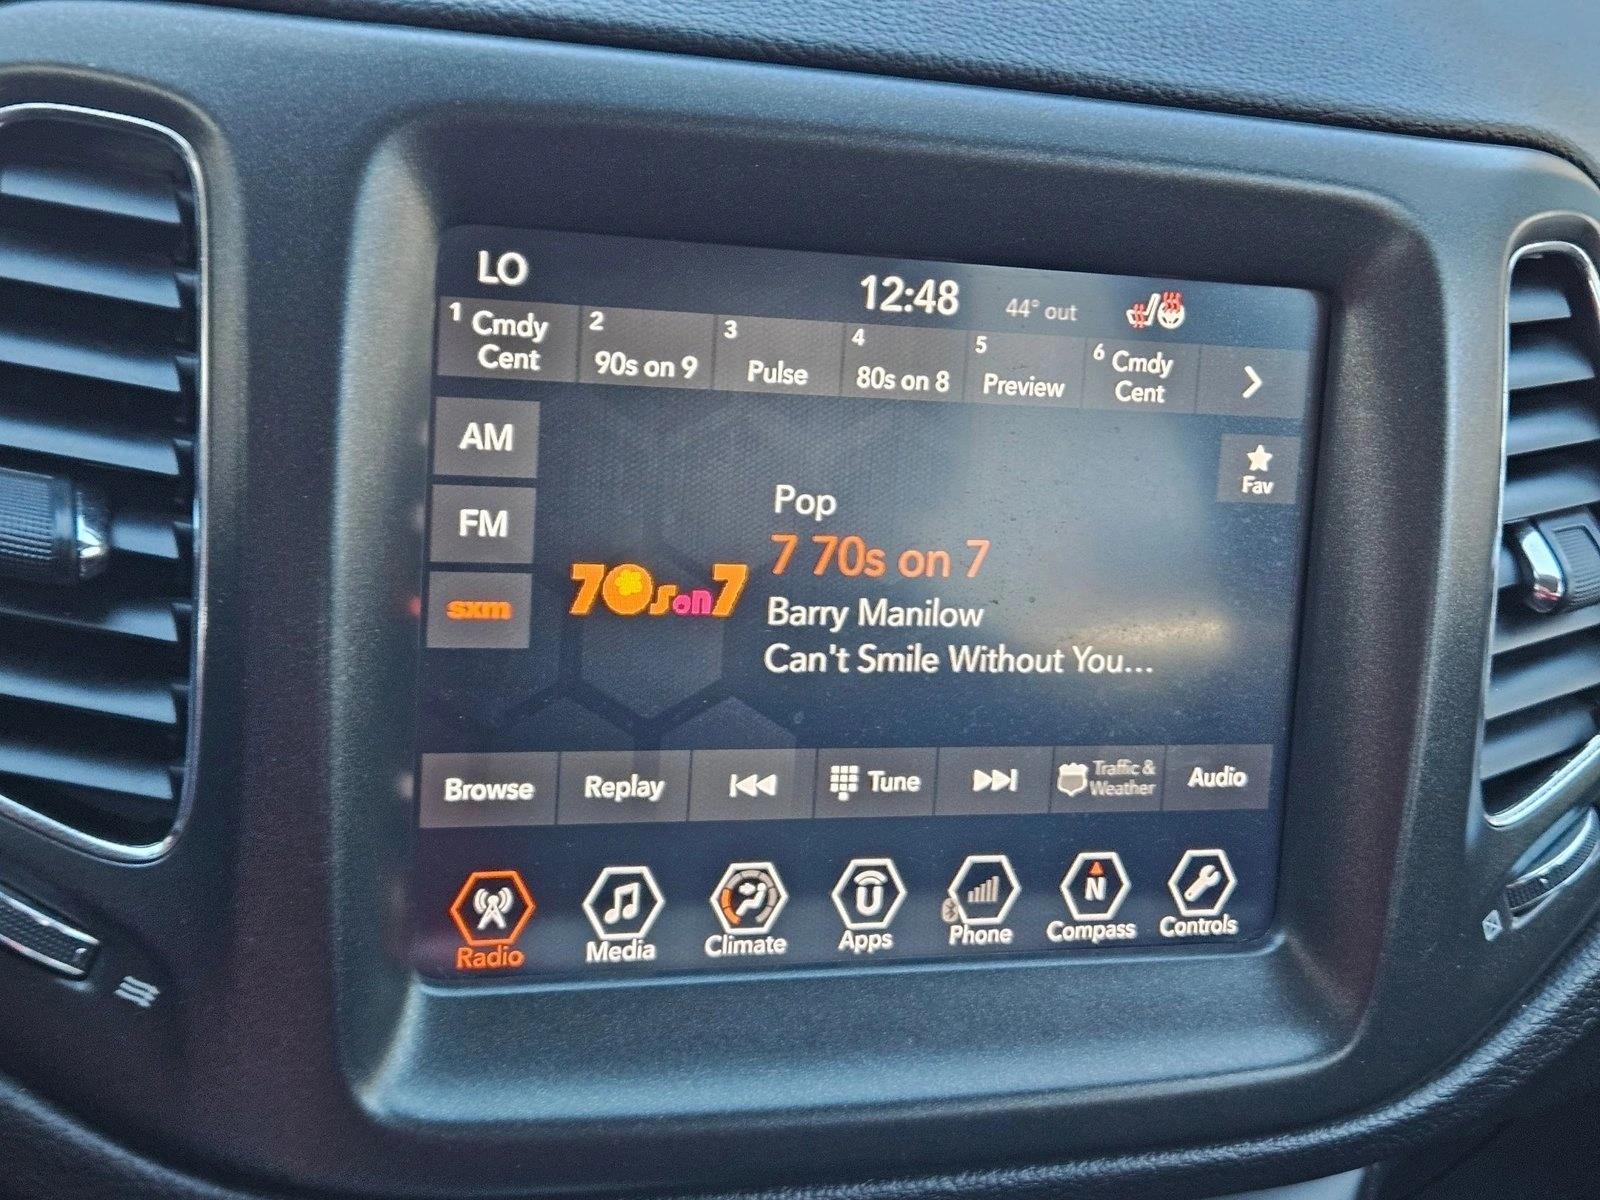 LO
12:48
44° out
1 Cmdy
Cent
2
90s on 9
3
Pulse
4
80s on 8
5
Preview
6 Cmdy
Cent
AM
FM
sxm
Fav
Pop
7 70s on 7
70s on 7
Barry Manilow
Can't Smile Without You...
Browse
Replay
Tune
Traffic &
Weather
Audio
Radio
Media
Climate
U
Apps
Phone
N
Compass
Controls